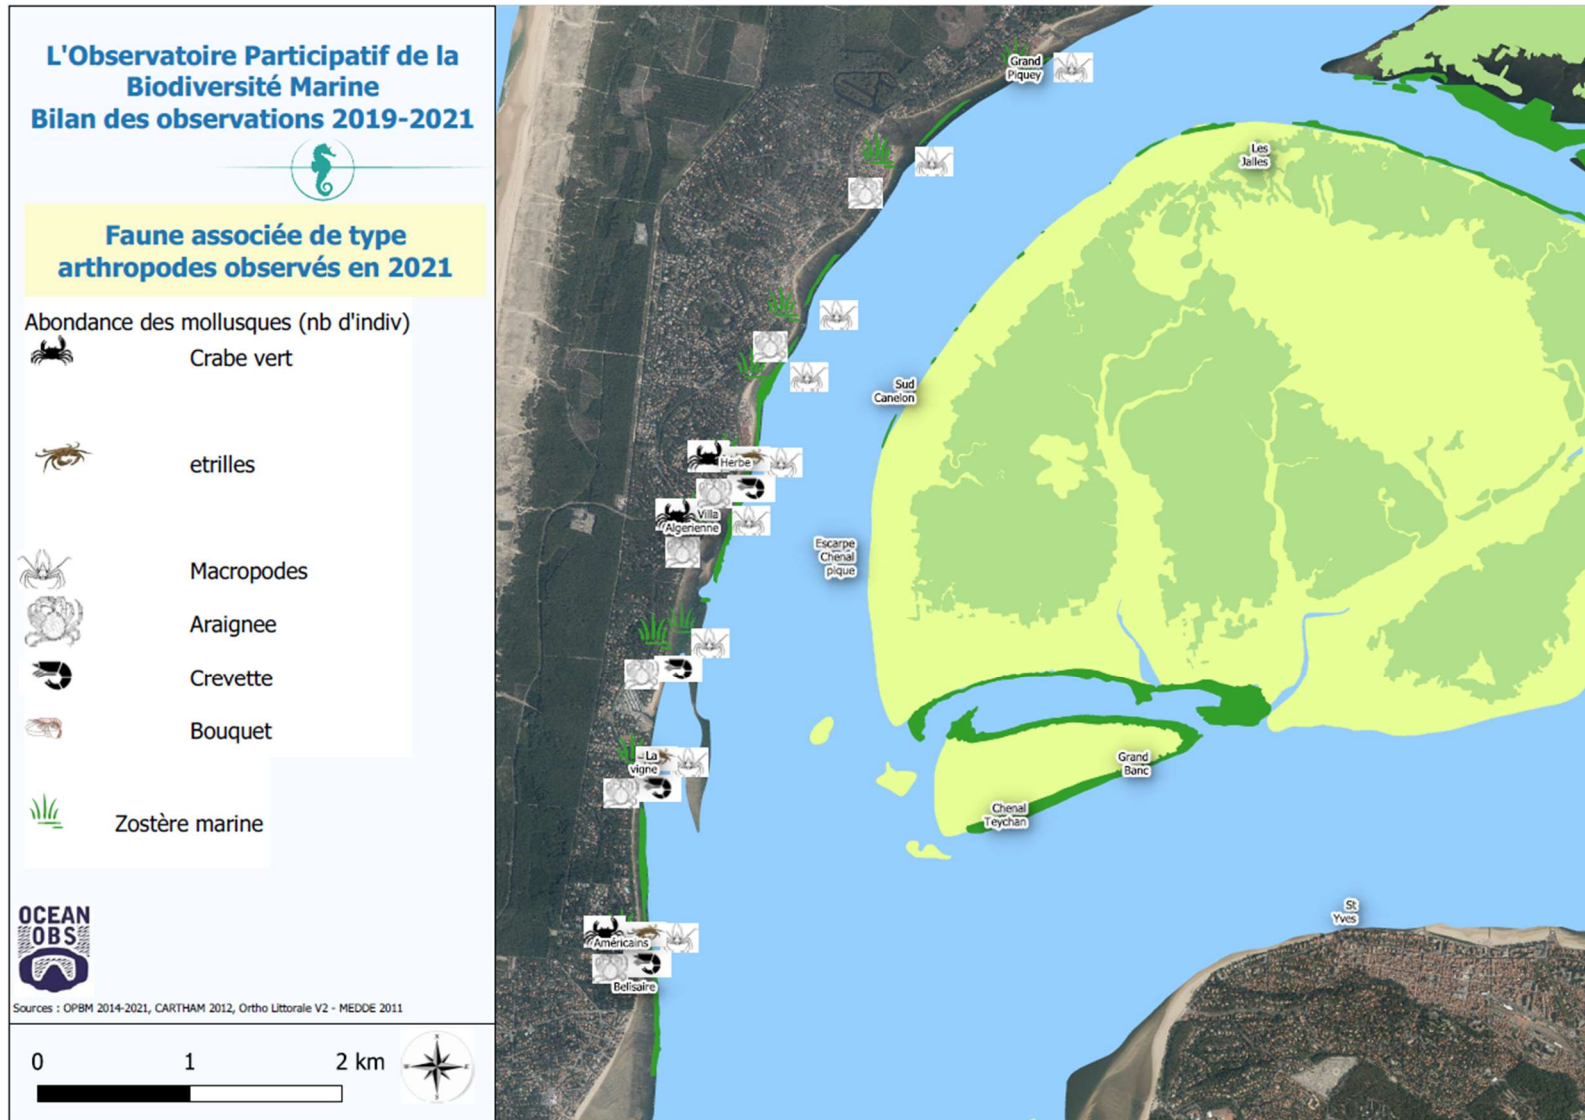 L'Observatoire Participatif de la
Biodiversité Marine
Bilan des observations 2019-2021
Faune associée de type
arthropodes observés en 2021
Abondance des mollusques (nb d'indiv)
Crabe vert
etrilles
Macropodes
Araignee
Crevette
Bouquet
Zostère marine
OCEAN
OBS
Sources : OPBM 2014-2021, CARTHAM 2012, Ortho Littorale V2 - MEDDE 2011
0 1 2 km
Grand
Piquey
Les
Jalles
Sud
Canelon
Herbe
Villa
Algerienne
Escarpe
Chenal
pique
La
vigne
Grand
Banc
Chenal
Teychan
St
Yves
Américains
Belisaire